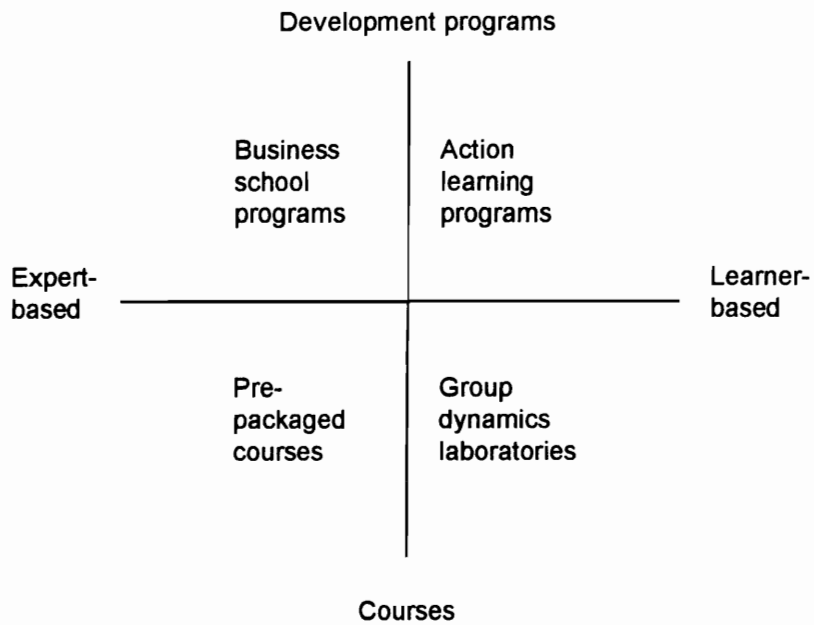 Development programs
Business
school
programs
Action
learning
programs
Expert-
based
Learner-
based
Pre-
packaged
courses
Group
dynamics
laboratories
Courses